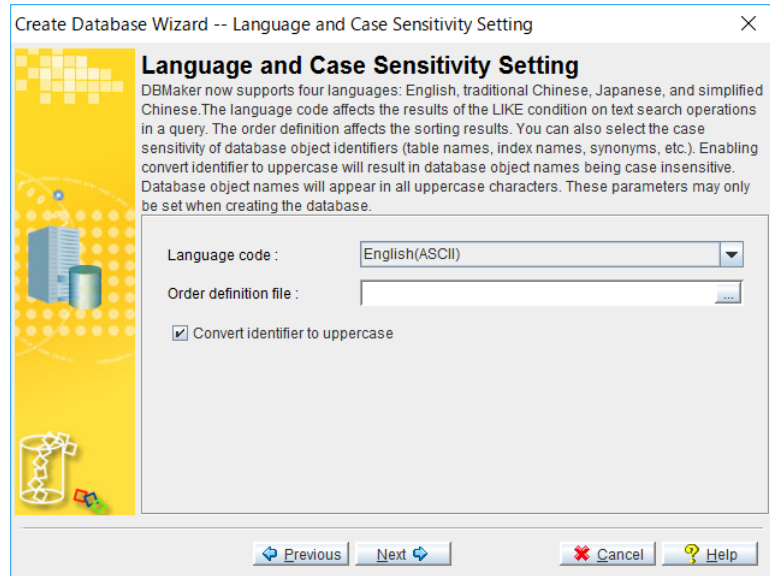 Create Database Wizard -- Language and Case Sensitivity Setting
Language and Case Sensitivity Setting
DBMaker now supports four languages: English, traditional Chinese, Japanese, and simplified
Chinese.The language code affects the results of the LIKE condition on text search operations
in a query. The order definition affects the sorting results. You can also select the case
sensitivity of database object identifiers (table names, index names, synonyms, etc.). Enabling
convert identifier to uppercase will result in database object names being case insensitive.
Database object names will appear in all uppercase characters. These parameters may only
be set when creating the database.
Language code :
English(ASCII)
Order definition file :
...
Convert identifier to uppercase
Previous
Next
Cancel
Help